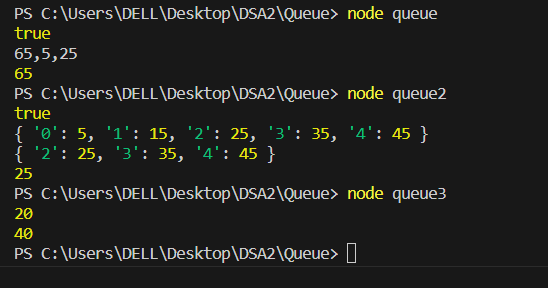 PS C:\Users\DELL\Desktop\DSA2\Queue> node queue
true
65,5,25
65
PS C:\Users\DELL\Desktop\DSA2\Queue> node queue2
true
{ '0': 5, '1': 15, '2': 25, '3': 35, '4': 45 }
{ '2': 25, '3': 35, '4': 45 }
25
PS C:\Users\DELL\Desktop\DSA2\Queue> node queue3
20
40
PS C:\Users\DELL\Desktop\DSA2\Queue>